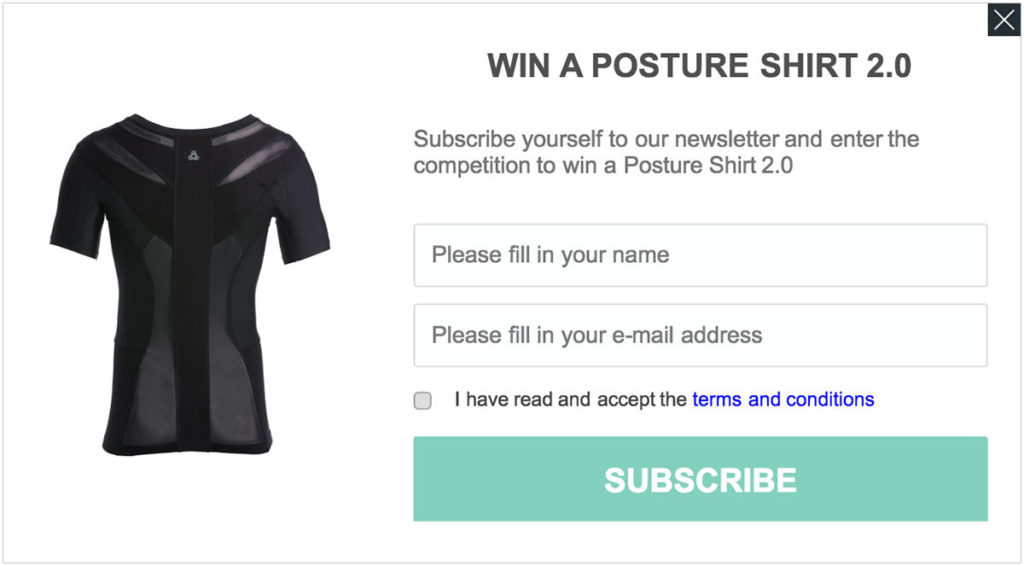 WIN A POSTURE SHIRT 2.0
Subscribe yourself to our newsletter and enter the
competition to win a Posture Shirt 2.0
Please fill in your name
Please fill in your e-mail address
I have read and accept the terms and conditions
SUBSCRIBE